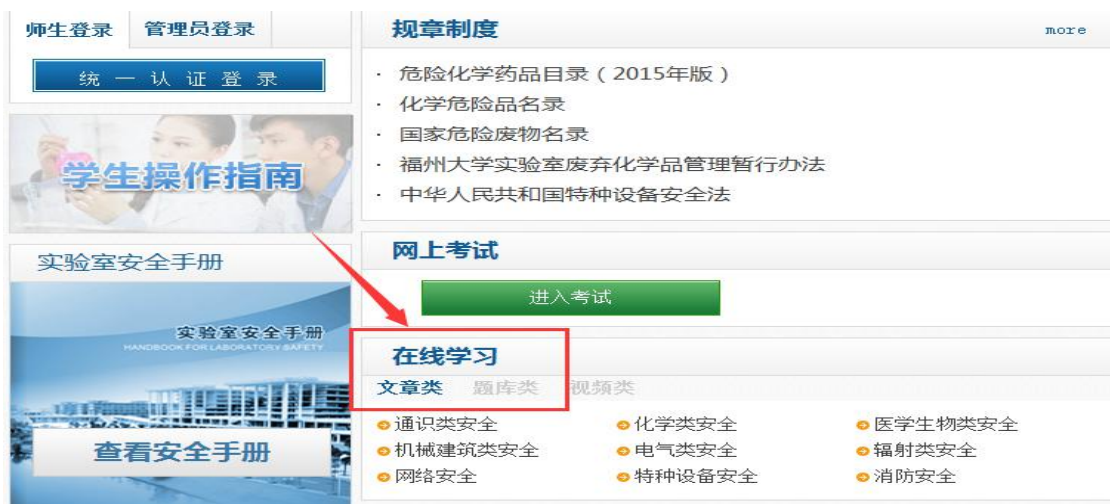 师生登录 管理员登录
统一认证登录
学生操作指南
实验室安全手册
实验室安全手册
HANDBOOK FOR LABORATORY SAFETY
查看安全手册
规章制度 more
· 危险化学药品目录（2015年版）
· 化学危险品名录
· 国家危险废物名录
· 福州大学实验室废弃化学品管理暂行办法
· 中华人民共和国特种设备安全法
网上考试
进入考试
在线学习
文章类 题库类 视频类
通识类安全 化学类安全 医学生物类安全
机械建筑类安全 电气类安全 辐射类安全
网络安全 特种设备安全 消防安全